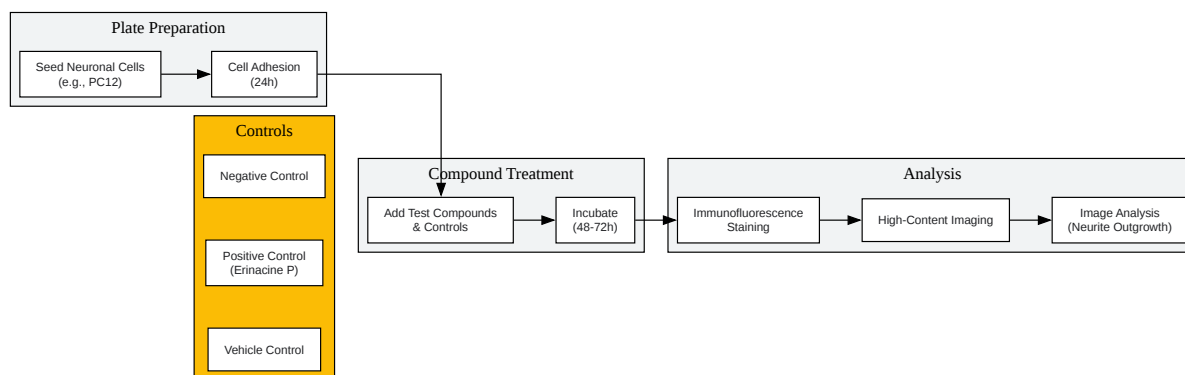 Plate Preparation
Seed Neuronal Cells
(e.g., PC12)
Cell Adhesion
(24h)
Controls
Negative Control
Positive Control
(Erinacine P)
Vehicle Control
Compound Treatment
Add Test Compounds
& Controls
Incubate
(48-72h)
Analysis
Immunofluorescence
Staining
High-Content Imaging
Image Analysis
(Neurite Outgrowth)